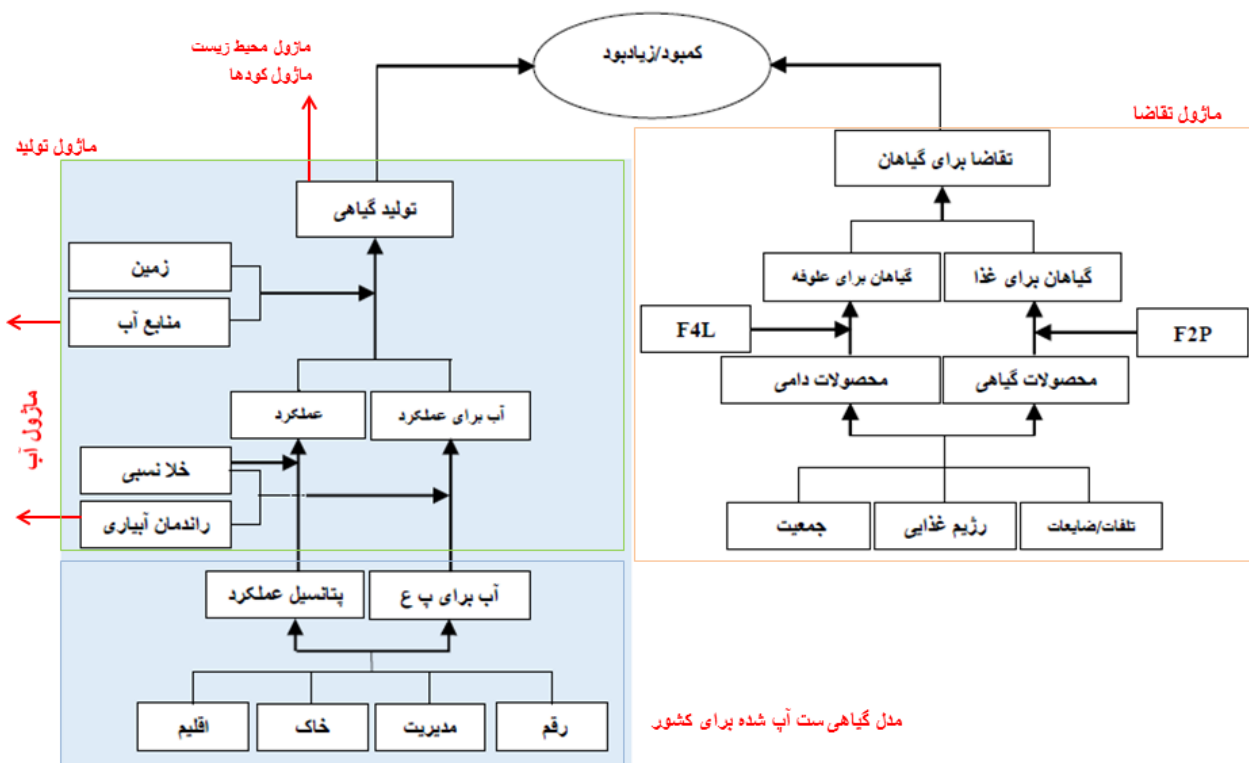 کمبود/زیادبود
ماژول محیط زیست
ماژول کودها
ماژول تقاضا
ماژول تولید
تقاضا برای گیاهان
تولید گیاهی
زمین
منابع آب
گیاهان برای غذا
گیاهان برای علوفه
F4L
F2P
محصولات گیاهی
محصولات دامی
عملکرد
آب برای عملکرد
ماژول آب
خلا نسبی
راندمان آبیاری
تلفات/ضایعات
رژیم غذایی
جمعیت
آب برای پ ع
پتانسیل عملکرد
رقم
مدیریت
خاک
اقلیم
مدل گیاهی ست آپ شده برای کشور